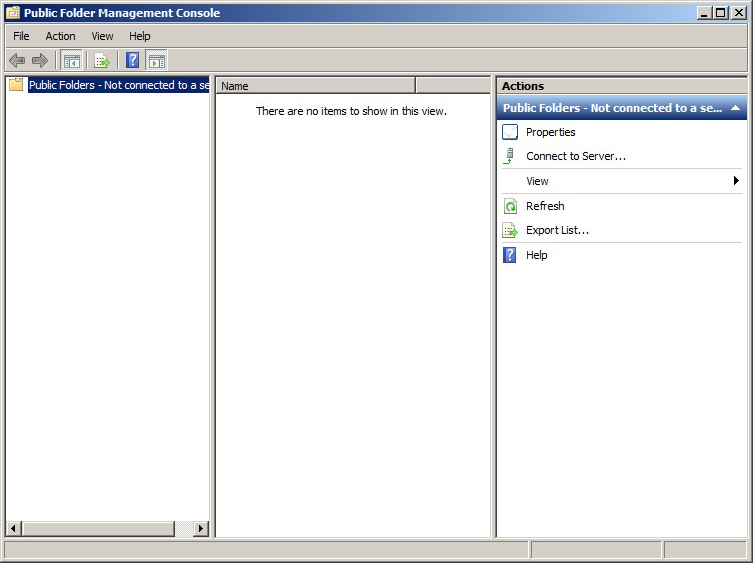 Public Folder Management Console
File Action View Help
Public Folders - Not connected to a se
Name
There are no items to show in this view.
Actions
Public Folders - Not connected to a se...
Properties
Connect to Server...
View
Refresh
Export List...
Help